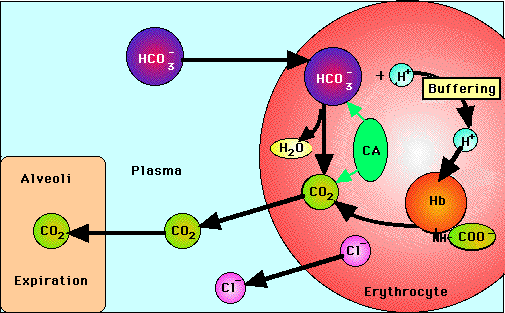 HCO₃⁻
HCO₃⁻
+
H⁺
Buffering
H₂O
CA
H⁺
Alveoli
Plasma
CO₂
Hb
CO₂
CO₂
NH-
COO⁻
Cl⁻
Expiration
Cl⁻
Erythrocyte